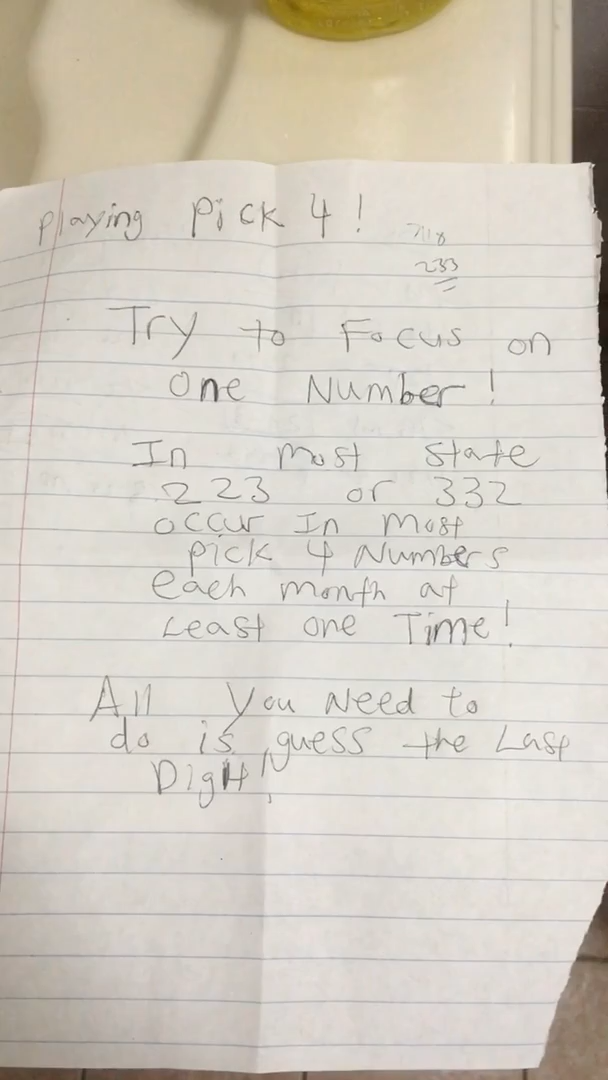 playing Pick 4!
233
Try to Focus on
One Number!
In most state
223 or 332
occur In most
pick 4 Numbers
each month at
Least one Time!
All You Need to
do is guess the Last
Digit!